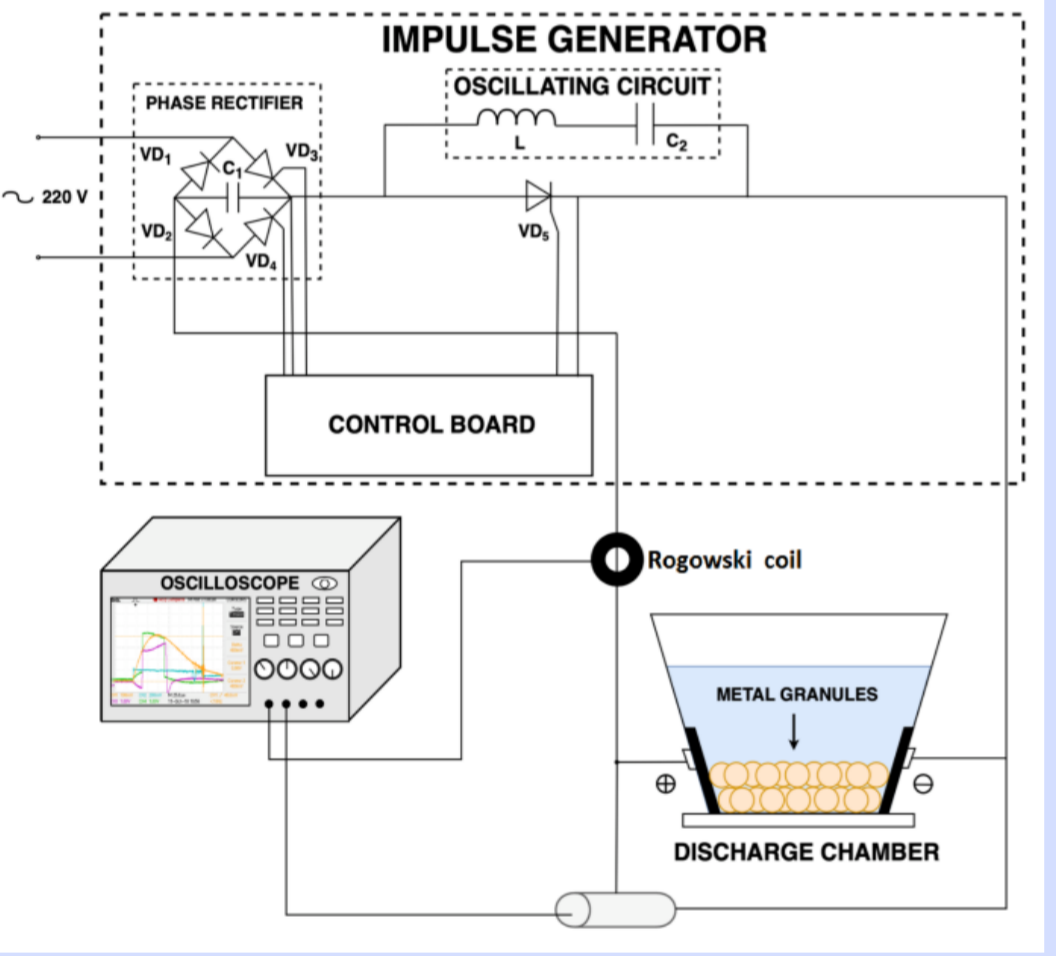 IMPULSE GENERATOR
OSCILLATING CIRCUIT
PHASE RECTIFIER
L
C₂
VD₁
C₁
VD₃
~ 220 V
VD₂
VD₄
VD₅
CONTROL BOARD
Rogowski coil
OSCILLOSCOPE
METAL GRANULES
⊕
⊖
DISCHARGE CHAMBER